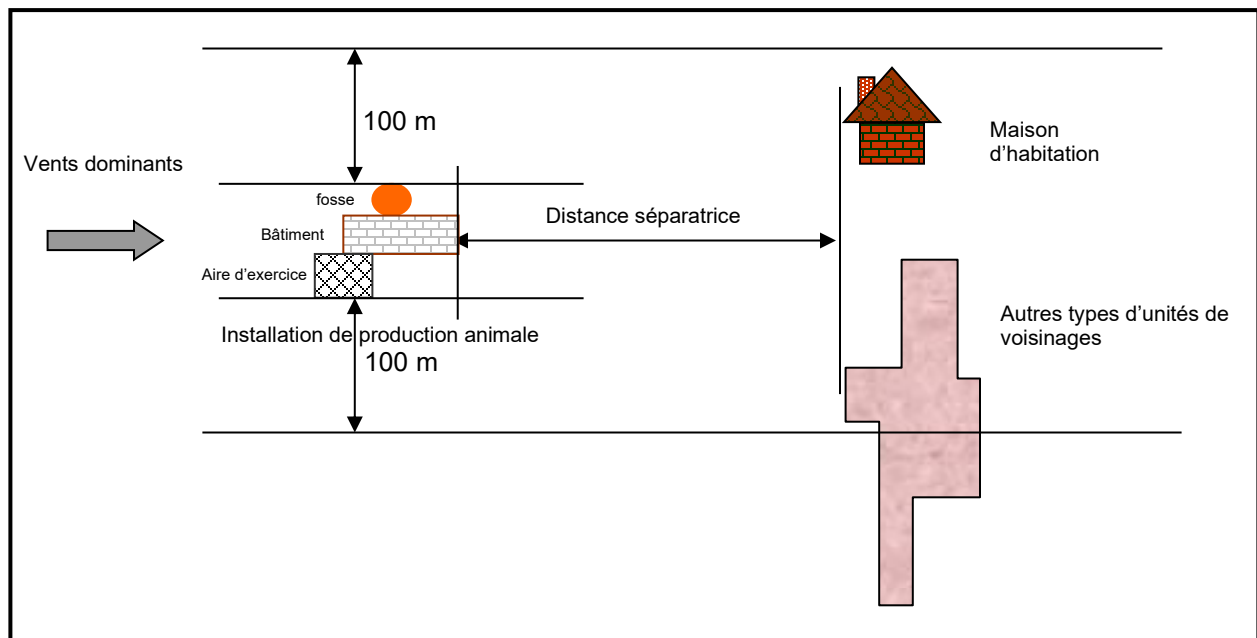 100 m
Vents dominants
Maison
d’habitation
fosse
Bâtiment
Distance séparatrice
Aire d’exercice
Installation de production animale
100 m
Autres types d’unités de
voisinages